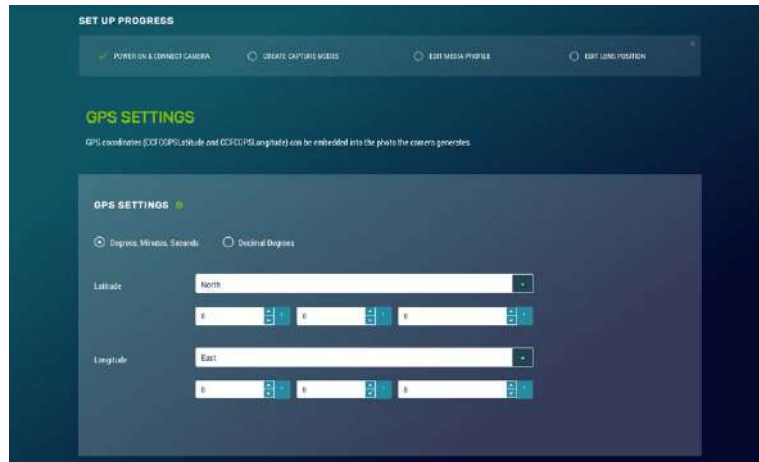 SET UP PROGRESS
POWER ON & CONNECT CAMERA
CREATE CAPTURE MODES
EDIT MEDIA PROFILE
EDIT LENS POSITION
GPS SETTINGS
GPS coordinates (CCFCGPSLatitude and CCFCGPSLongitude) can be embedded into the photo the camera generates.
GPS SETTINGS
Degrees, Minutes, Seconds
Decimal Degrees
Latitude
North
0
0
0
Longitude
East
0
0
0